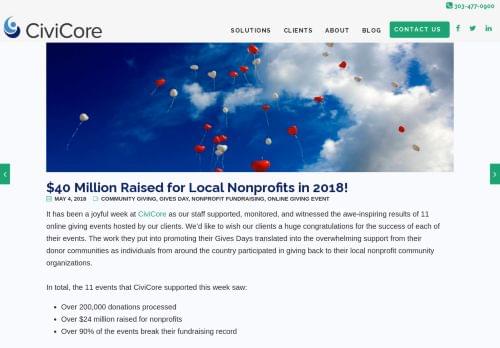 303-477-0900
CiviCore
SOLUTIONS CLIENTS ABOUT BLOG CONTACT US
$40 Million Raised for Local Nonprofits in 2018!
MAY 4, 2018 COMMUNITY GIVING, GIVES DAY, NONPROFIT FUNDRAISING, ONLINE GIVING EVENT
It has been a joyful week at CiviCore as our staff supported, monitored, and witnessed the awe-inspiring results of 11
online giving events hosted by our clients. We'd like to wish our clients a huge congratulations for the success of each of
their events. The work they put into promoting their Gives Days translated into the overwhelming support from their
donor communities as individuals from around the country participated in giving back to their local nonprofit community
organizations.
In total, the 11 events that CiviCore supported this week saw:
• Over 200,000 donations processed
• Over $24 million raised for nonprofits
• Over 90% of the events break their fundraising record